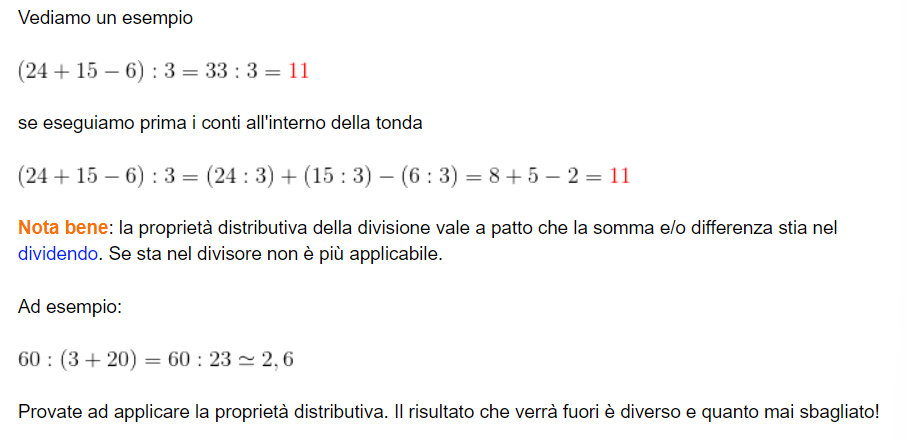 Vediamo un esempio
(24 + 15 − 6) : 3 = 33 : 3 = 11
se eseguiamo prima i conti all'interno della tonda
(24 + 15 − 6) : 3 = (24 : 3) + (15 : 3) − (6 : 3) = 8 + 5 − 2 = 11
Nota bene: la proprietà distributiva della divisione vale a patto che la somma e/o differenza stia nel
dividendo. Se sta nel divisore non è più applicabile.
Ad esempio:
60 : (3 + 20) = 60 : 23 ≃ 2, 6
Provate ad applicare la proprietà distributiva. Il risultato che verrà fuori è diverso e quanto mai sbagliato!